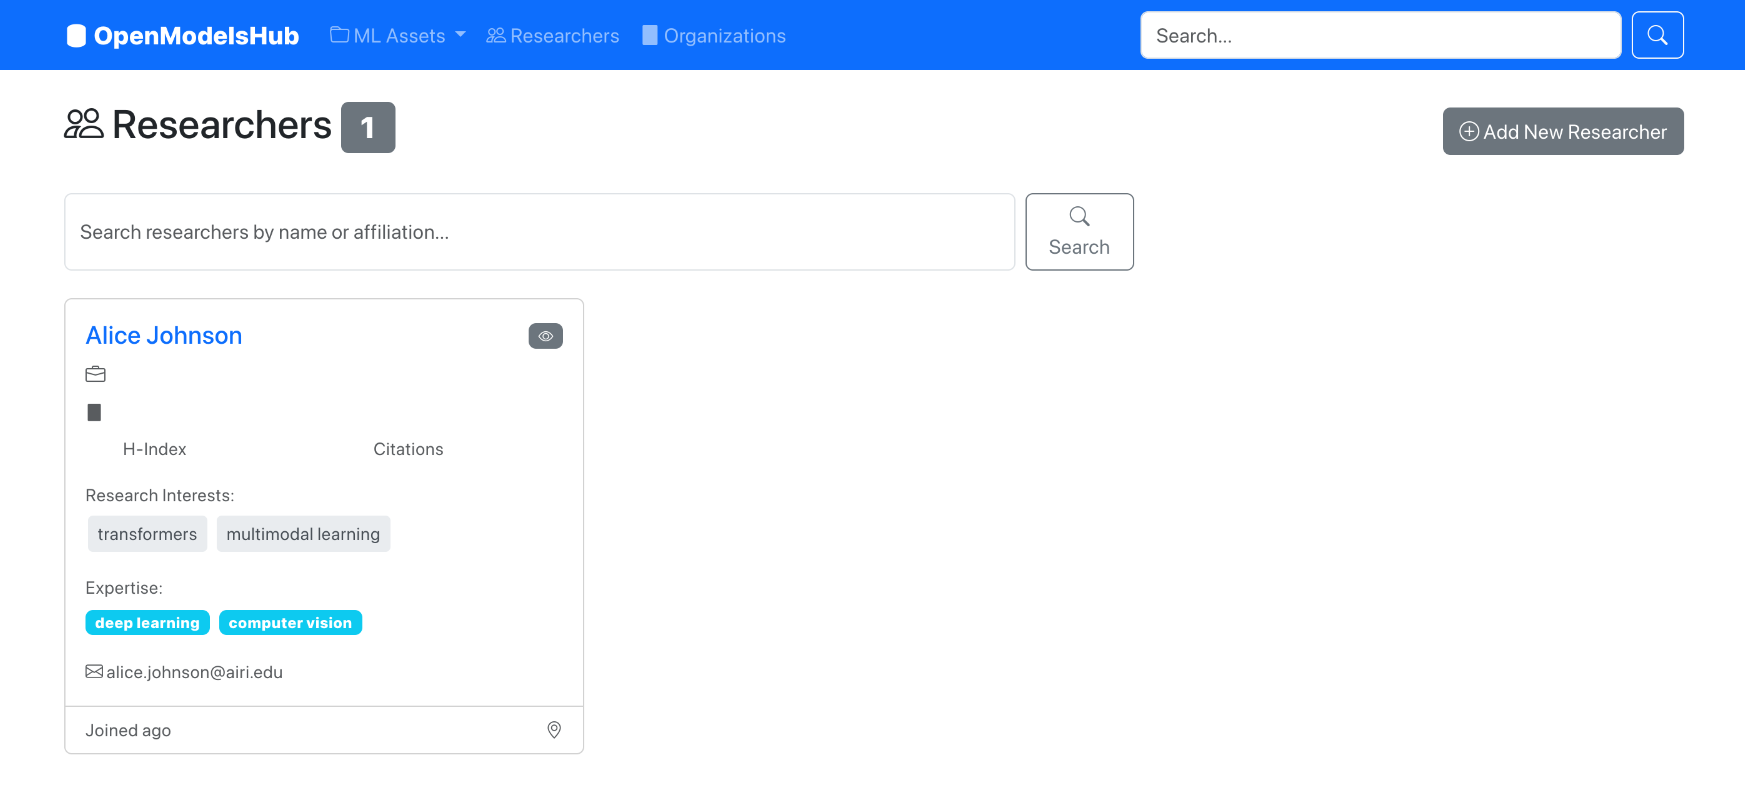 OpenModelsHub ML Assets Researchers Organizations Search...
Researchers 1
Add New Researcher
Search researchers by name or affiliation...
Search
Alice Johnson
H-Index Citations
Research Interests:
transformers multimodal learning
Expertise:
deep learning computer vision
alice.johnson@airi.edu
Joined ago